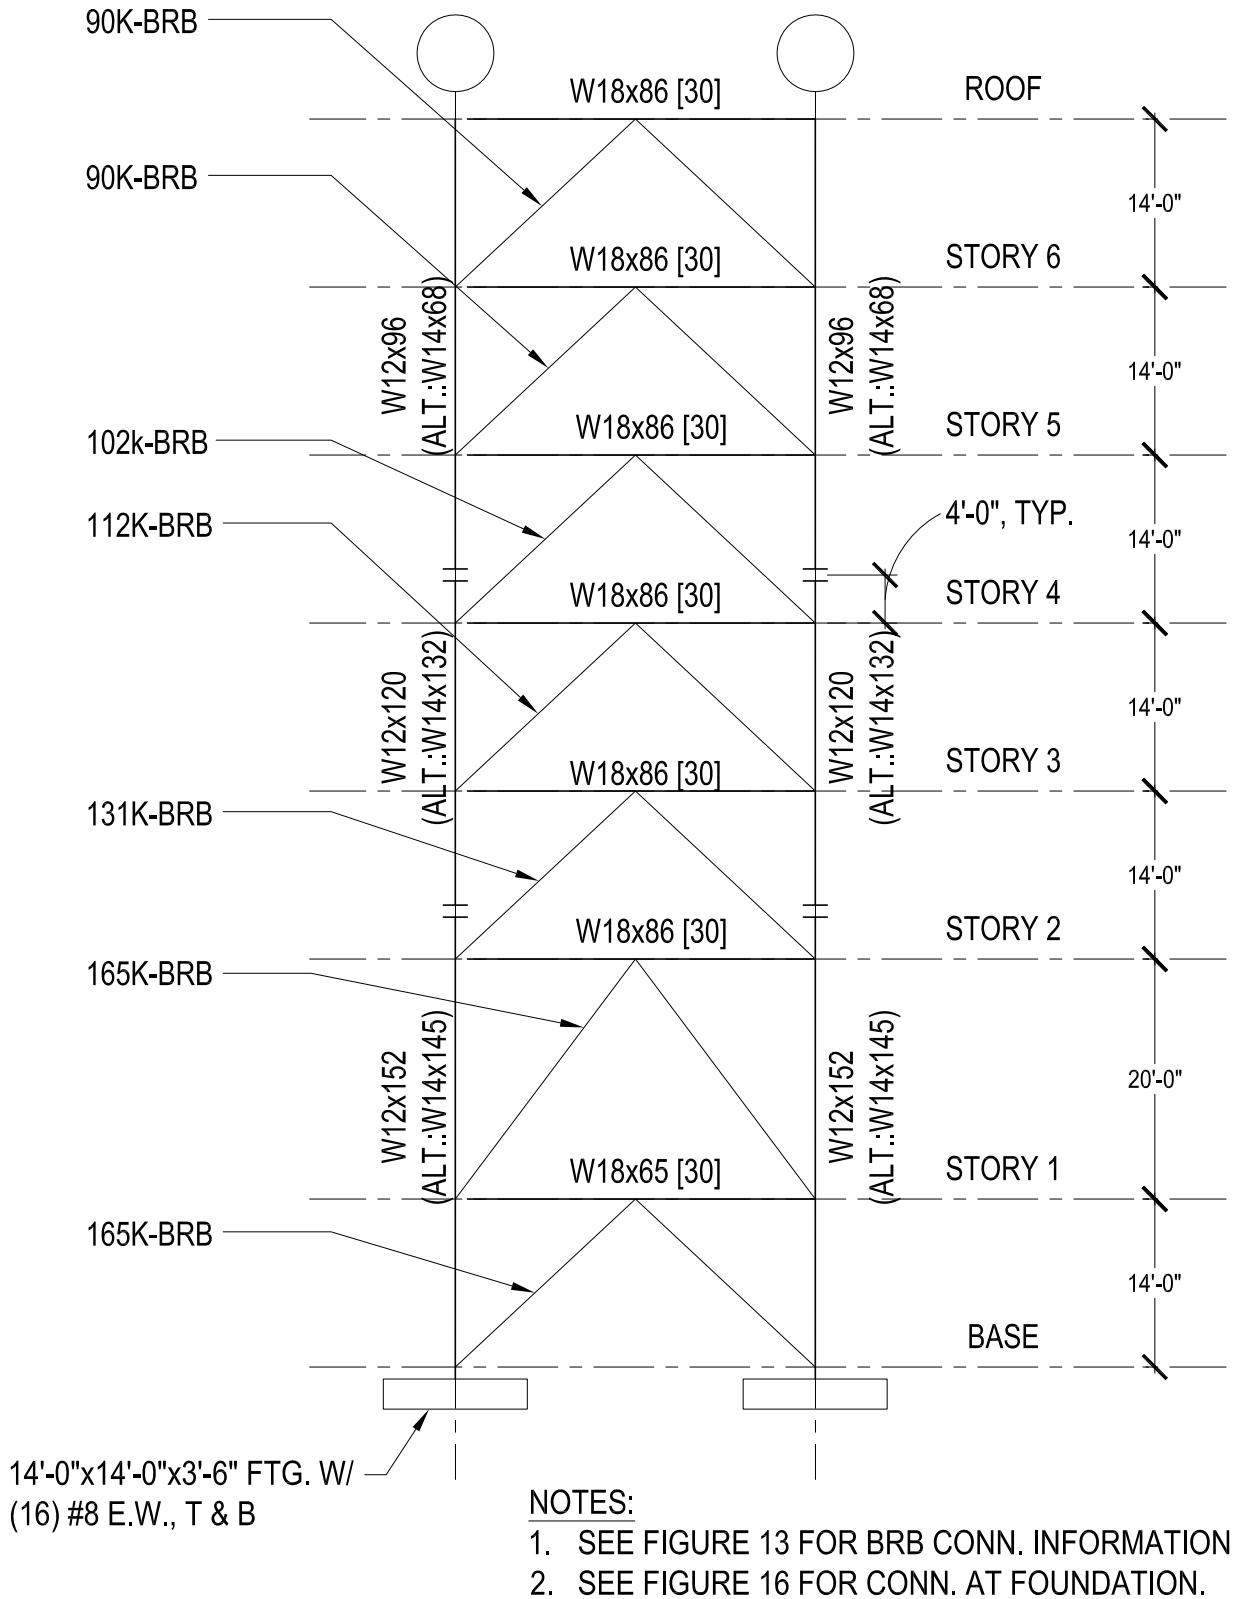 90K-BRB
W18x86 [30]
ROOF
14'-0"
90K-BRB
W18x86 [30]
STORY 6
W12x96
(ALT.:W14x68)
W12x96
(ALT.:W14x68)
14'-0"
102k-BRB
W18x86 [30]
STORY 5
112K-BRB
4'-0", TYP.
14'-0"
W18x86 [30]
STORY 4
W12x120
(ALT.:W14x132)
W12x120
(ALT.:W14x132)
14'-0"
W18x86 [30]
STORY 3
131K-BRB
14'-0"
W18x86 [30]
STORY 2
165K-BRB
W12x152
(ALT.:W14x145)
W12x152
(ALT.:W14x145)
20'-0"
W18x65 [30]
STORY 1
165K-BRB
14'-0"
BASE
14'-0"x14'-0"x3'-6" FTG. W/
(16) #8 E.W., T & B
NOTES:
1. SEE FIGURE 13 FOR BRB CONN. INFORMATION
2. SEE FIGURE 16 FOR CONN. AT FOUNDATION.